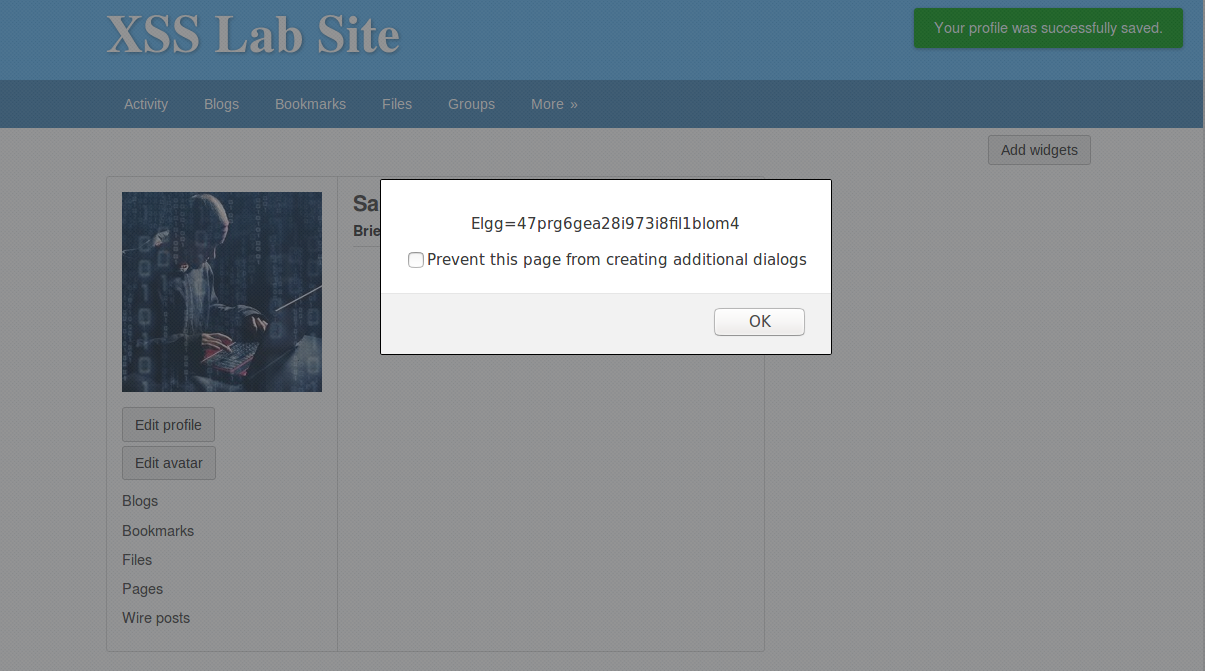 XSS Lab Site
Your profile was successfully saved.
Activity Blogs Bookmarks Files Groups More »
Add widgets
Sa
Brie
Elgg=47prg6gea28i973i8fil1blom4
Prevent this page from creating additional dialogs
OK
Edit profile
Edit avatar
Blogs
Bookmarks
Files
Pages
Wire posts